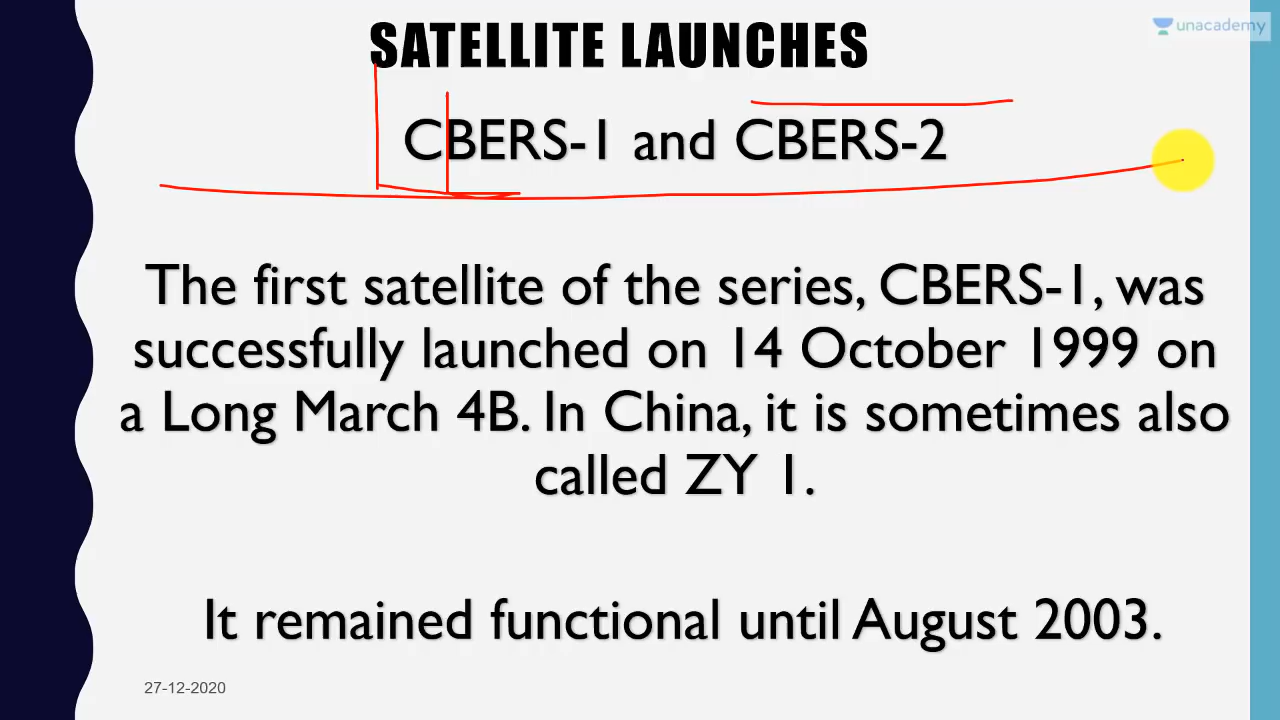 SATELLITE LAUNCHES
unacademy
CBERS-1 and CBERS-2
The first satellite of the series, CBERS-1, was
successfully launched on 14 October 1999 on
a Long March 4B. In China, it is sometimes also
called ZY 1.
It remained functional until August 2003.
27-12-2020